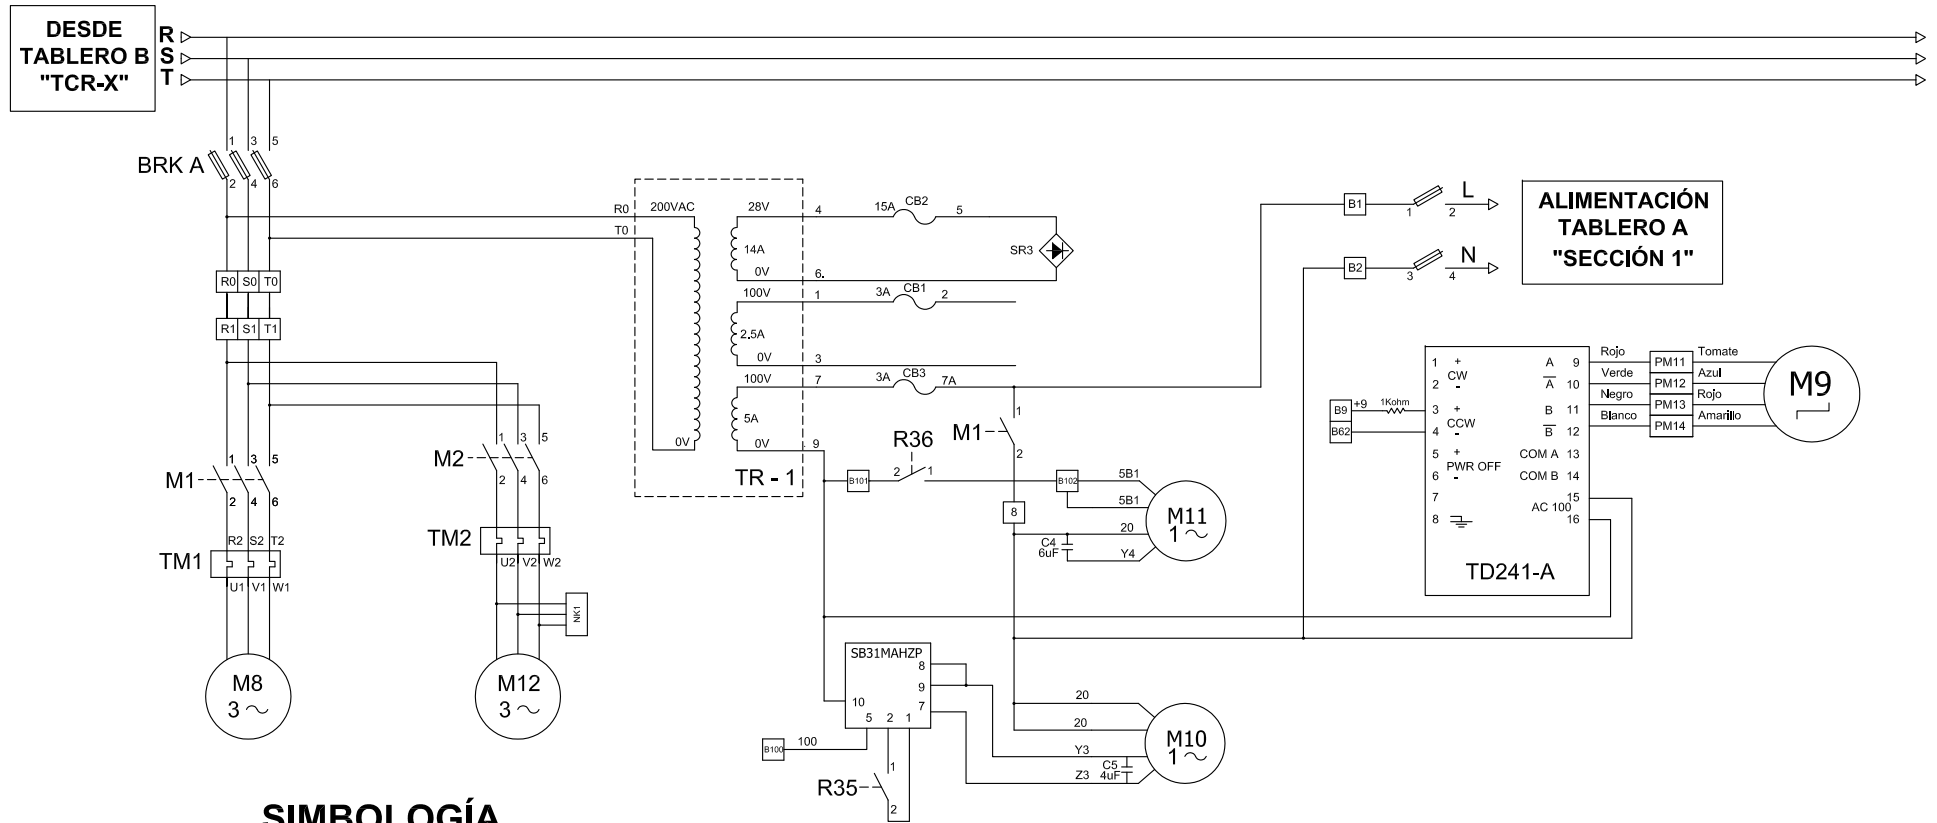 DESDE
TABLERO B
"TCR-X"
R
S
T
1 3 5
BRK A
2 4 6
R0 200VAC
T0
0V
28V 4 15A CB2 5
14A
0V 6.
SR3
100V 1 3A CB1 2
2.5A
0V 3
100V 7 3A CB3 7A
5A
0V 9
TR - 1
B1 1 2 L
B2 3 4 N
ALIMENTACIÓN
TABLERO A
"SECCIÓN 1"
R0 S0 T0
R1 S1 T1
1 3 5
M1
2 4 6
R2 S2 T2
TM1
U1 V1 W1
M8
3 ~
1 3 5
M2
2 4 6
TM2
U2 V2 W2
NK1
M12
3 ~
M1
1
2
R36
B101 2 1 B102
5B1
5B1
8
20
C4
6uF
Y4
M11
1 ~
B9 +9 1Kohm
B62
1 + A 9
CW
2 - A 10
3 + B 11
CCW
4 - B 12
5 + COM A 13
PWR OFF
6 - COM B 14
7 15
AC 100
8 16
TD241-A
Rojo PM11 Tomate
Verde PM12 Azul
Negro PM13 Rojo
Blanco PM14 Amarillo
M9
SB31MAHZP
8
9
10 7
5 2 1
B100 100
R35
1
2
20
20
Y3
C5
Z3 4uF
M10
1 ~
SIMBOLOGÍA